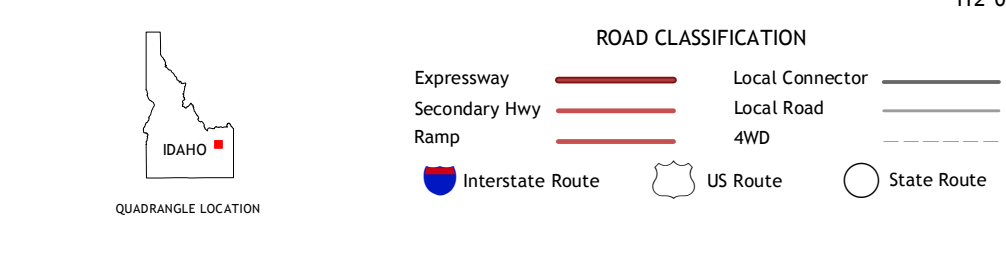 ROAD CLASSIFICATION
Expressway
Local Connector
Secondary Hwy
Local Road
Ramp
4WD
Interstate Route
US Route
State Route
IDAHO
QUADRANGLE LOCATION